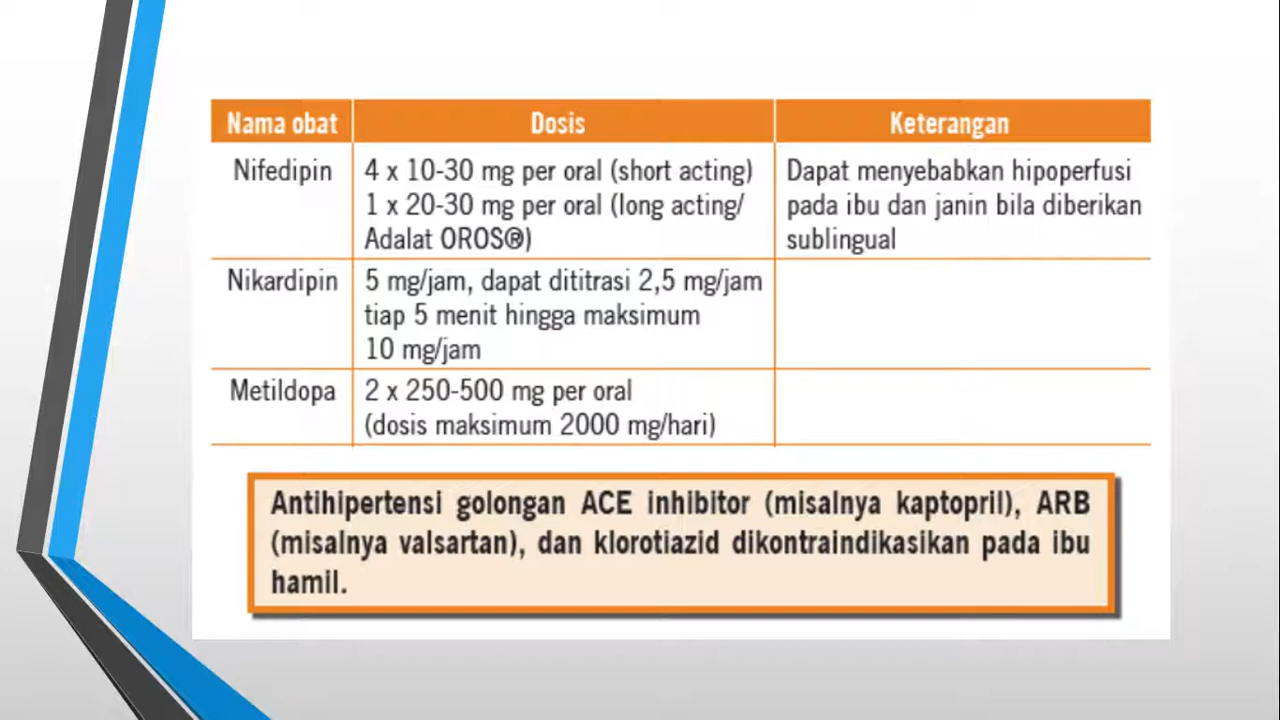 Nama obat
Dosis
Keterangan
Nifedipin
4 x 10-30 mg per oral (short acting)
1 x 20-30 mg per oral (long acting/
Adalat OROS®)
Dapat menyebabkan hipoperfusi
pada ibu dan janin bila diberikan
sublingual
Nikardipin
5 mg/jam, dapat dititrasi 2,5 mg/jam
tiap 5 menit hingga maksimum
10 mg/jam
Metildopa
2 x 250-500 mg per oral
(dosis maksimum 2000 mg/hari)
Antihipertensi golongan ACE inhibitor (misalnya kaptopril), ARB
(misalnya valsartan), dan klorotiazid dikontraindikasikan pada ibu
hamil.